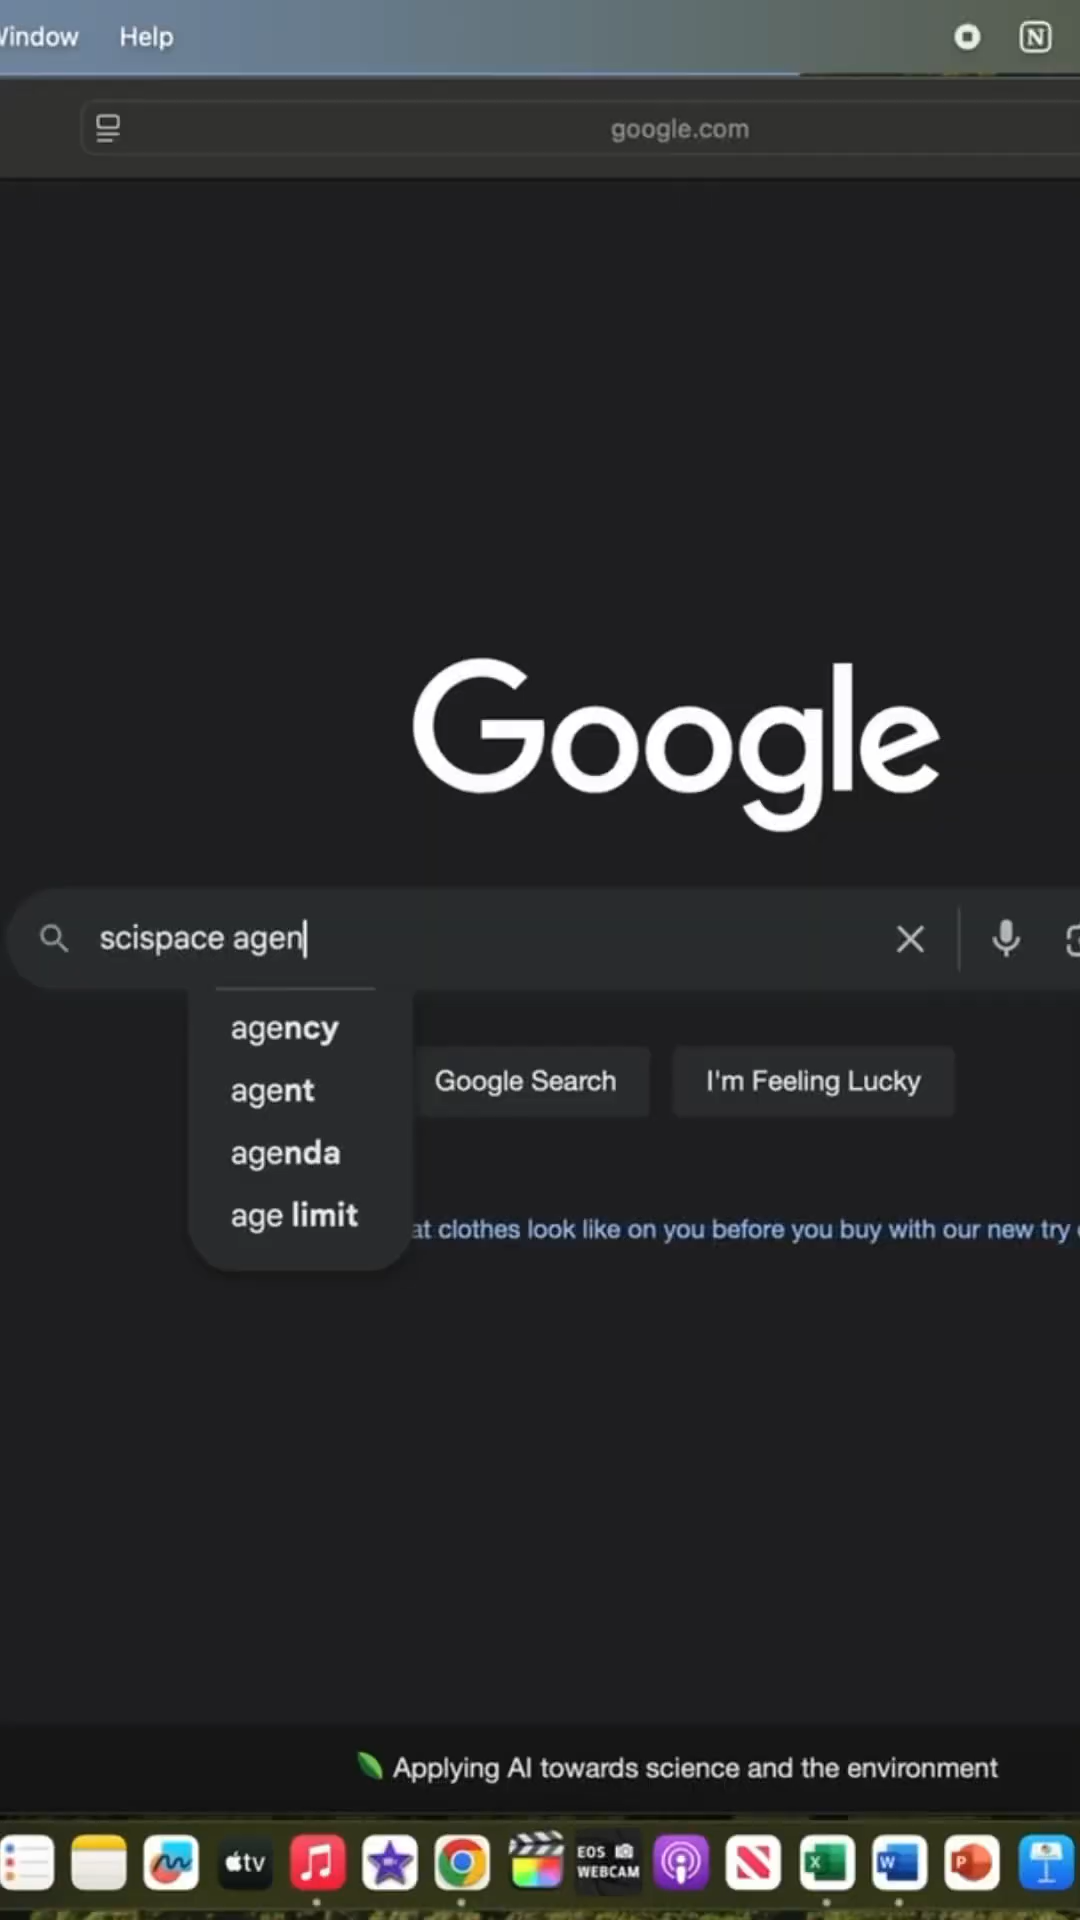 Window Help
google.com
Google
scispace agen
agency
agent
agenda
age limit
Google Search
I'm Feeling Lucky
at clothes look like on you before you buy with our new try
Applying AI towards science and the environment
tv
EOS
WEBCAM
X
W
P
N